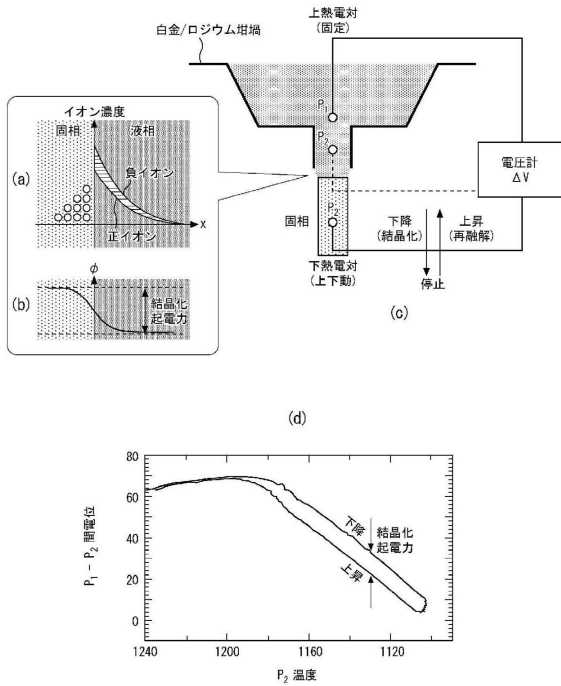 上熱電対
(固定)
白金/ロジウム坩堝
イオン濃度
固相
液相
P1
P2
(a)
負イオン
正イオン
X
電圧計
ΔV
固相
P2
下降
(結晶化)
上昇
(再融解)
停止
下熱電対
(上下動)
φ
(b)
結晶化
起電力
(c)
(d)
80
60
40
20
0
P1 - P2 間電位
下降
結晶化
起電力
上昇
1240
1200
1160
1120
P2 温度